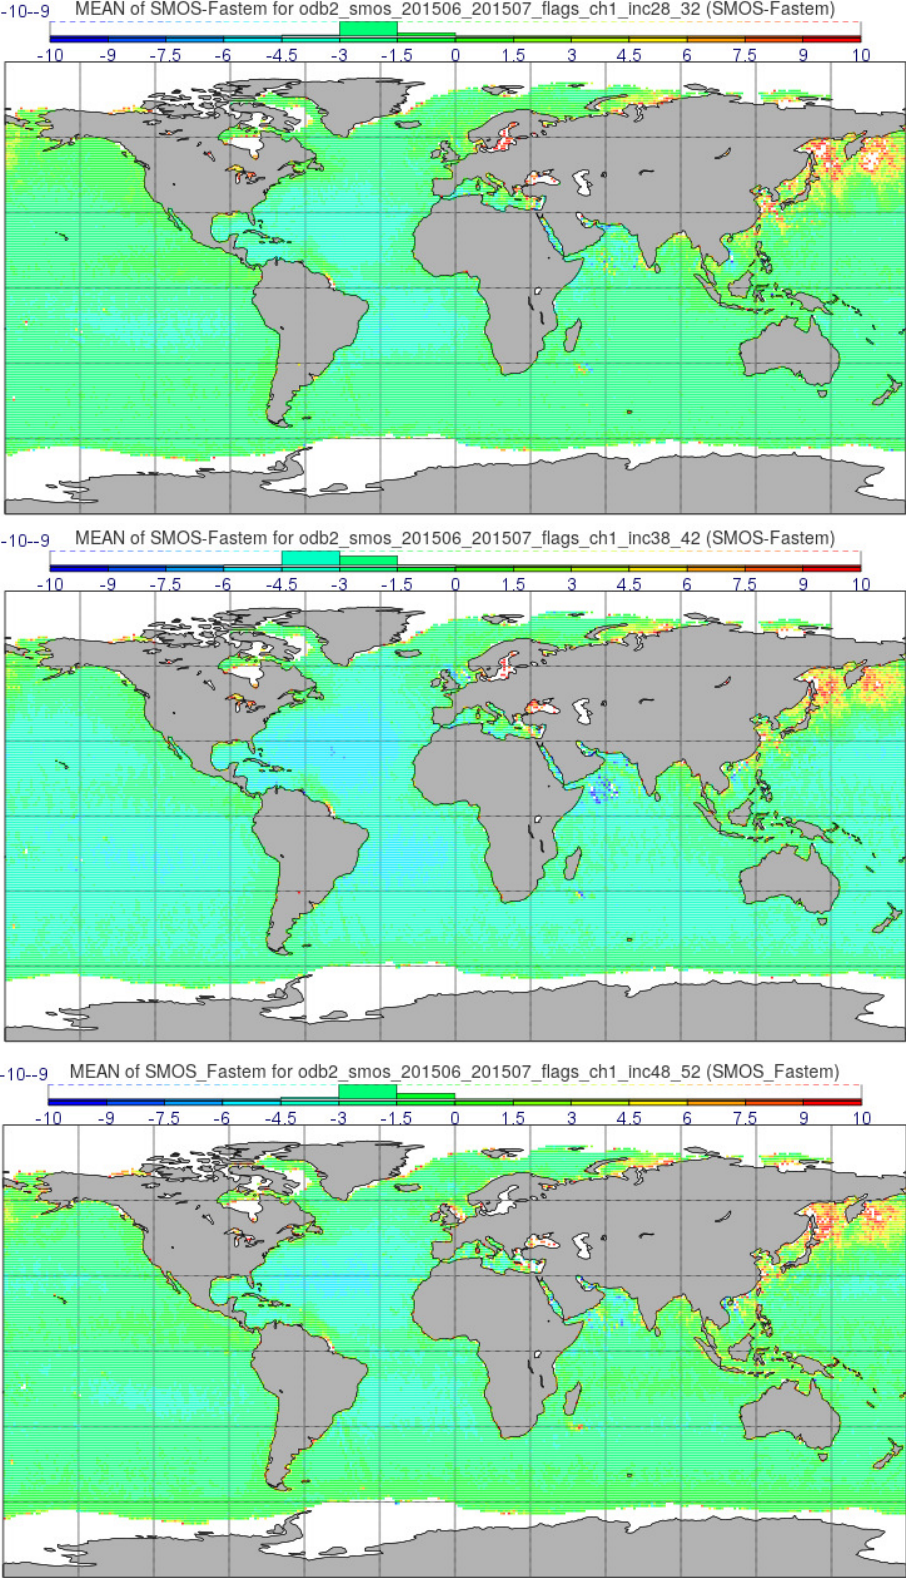 MEAN of SMOS-Fastem for odb2_smos_201506_201507_flags_ch1_inc28_32 (SMOS-Fastem)
-10--9
-10 -9 -7.5 -6 -4.5 -3 -1.5 0 1.5 3 4.5 6 7.5 9 10
MEAN of SMOS-Fastem for odb2_smos_201506_201507_flags_ch1_inc38_42 (SMOS-Fastem)
-10--9
-10 -9 -7.5 -6 -4.5 -3 -1.5 0 1.5 3 4.5 6 7.5 9 10
MEAN of SMOS_Fastem for odb2_smos_201506_201507_flags_ch1_inc48_52 (SMOS_Fastem)
-10--9
-10 -9 -7.5 -6 -4.5 -3 -1.5 0 1.5 3 4.5 6 7.5 9 10